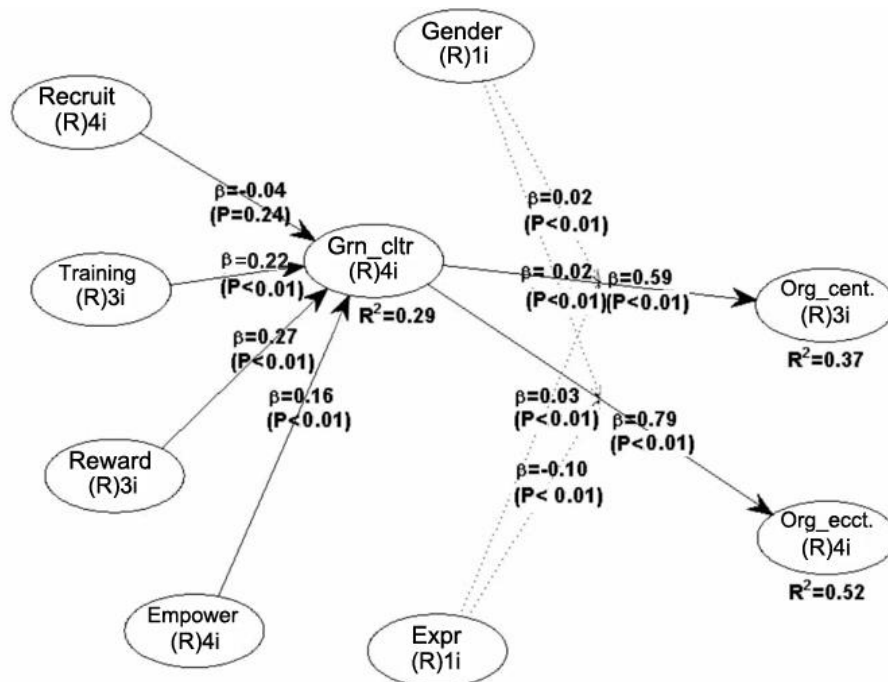 Gender
(R)1i
Recruit
(R)4i
β=-0.04
(P=0.24)
β=0.02
(P<0.01)
Grn_cltr
(R)4i
R²=0.29
Training
(R)3i
β=0.22
(P<0.01)
β= 0.02
(P<0.01)
β=0.59
(P<0.01)
Org_cent.
(R)3i
R²=0.37
β=0.27
(P<0.01)
β=0.16
(P<0.01)
β=0.03
(P<0.01)
β=0.79
(P<0.01)
Reward
(R)3i
β=-0.10
(P< 0.01)
Org_ecct.
(R)4i
R²=0.52
Empower
(R)4i
Expr
(R)1i